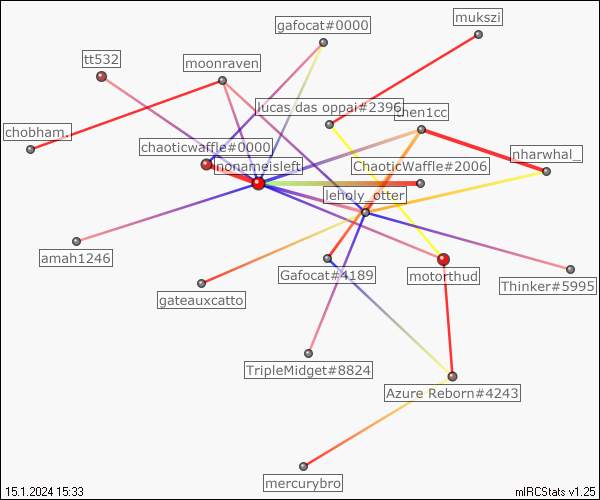 mukszi
gafocat#0000
tt532
moonraven
lucas das oppai#2396
then1cc
chobham.
chaoticwaffle#0000
nharwhal_
nonameisleft
ChaoticWaffle#2006
leholy_otter
amah1246
Gafocat#4189
motorthud
Thinker#5995
gateauxcatto
TripleMidget#8824
Azure Reborn#4243
mercurybro
15.1.2024 15:33
mIRCStats v1.25